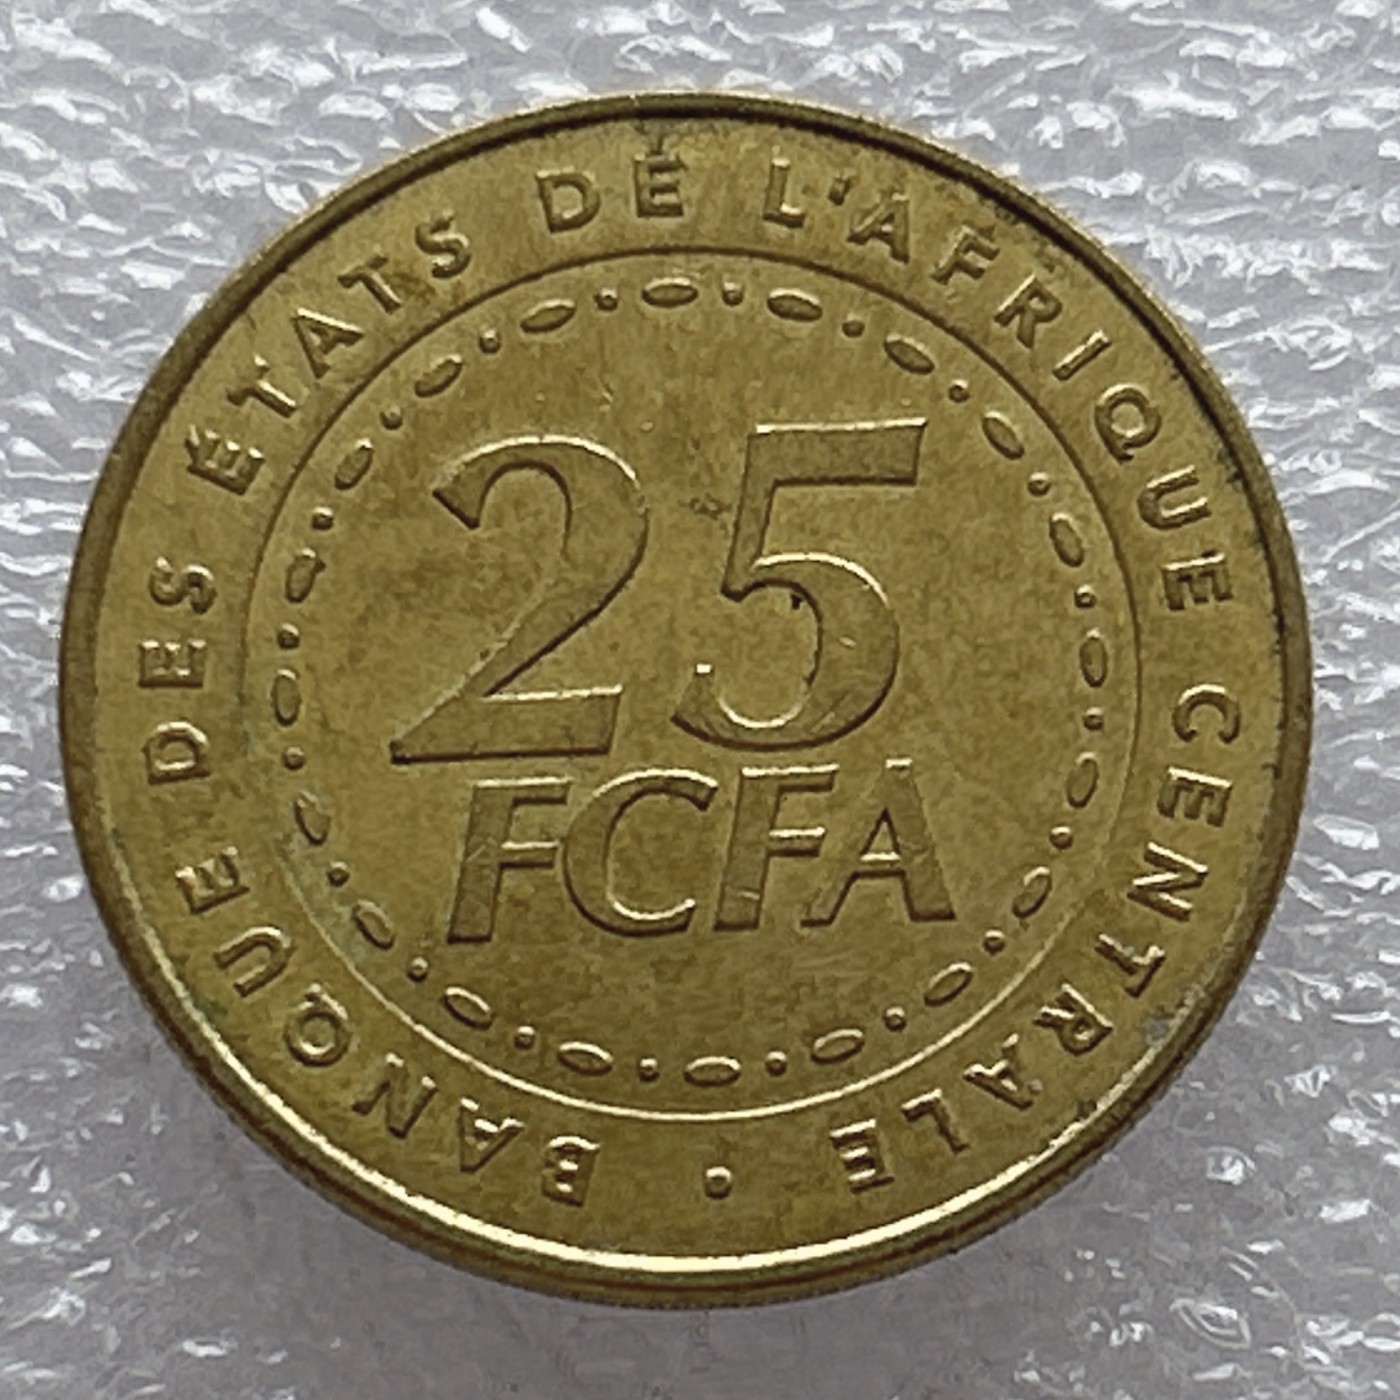 BANQUE DES ÉTATS DE L'AFRIQUE CENTRALE •
25
FCFA